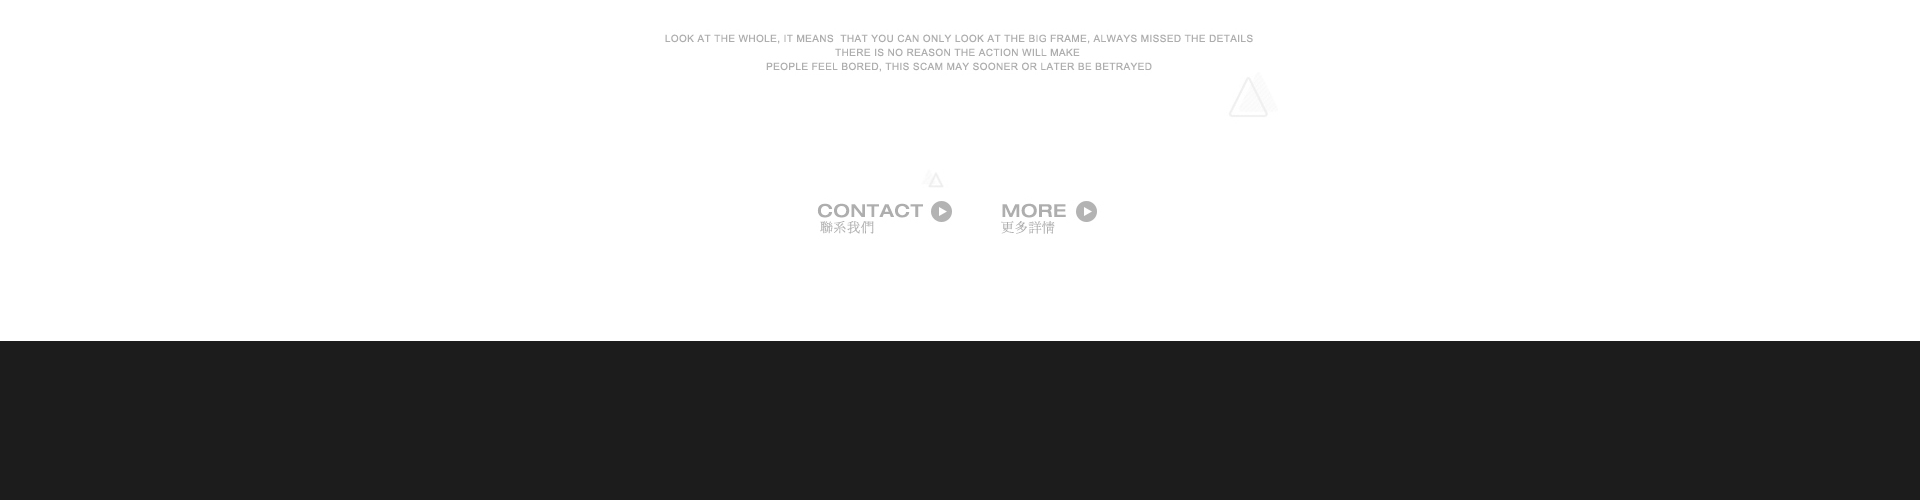 LOOK AT THE WHOLE, IT MEANS  THAT YOU CAN ONLY LOOK AT THE BIG FRAME, ALWAYS MISSED THE DETAILS
THERE IS NO REASON THE ACTION WILL MAKE
PEOPLE FEEL BORED, THIS SCAM MAY SOONER OR LATER BE BETRAYED
CONTACT
聯系我們
MORE
更多詳情